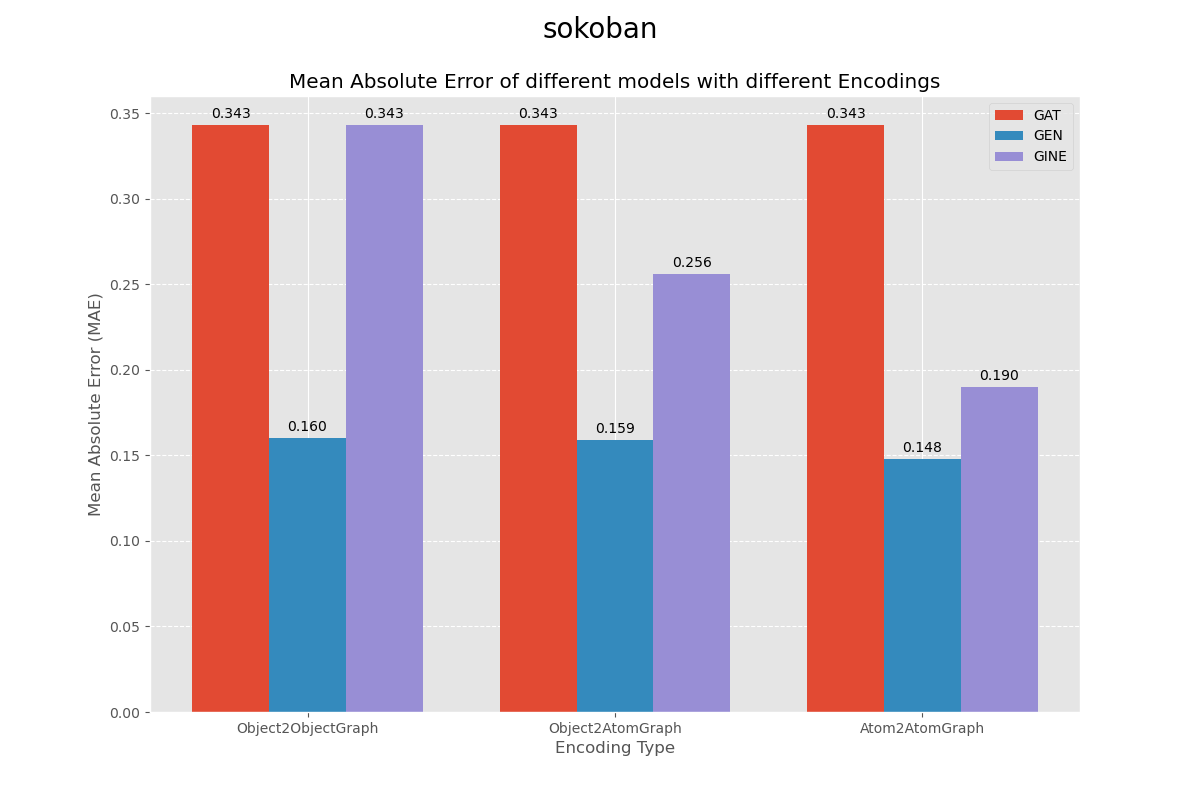 sokoban
Mean Absolute Error of different models with different Encodings
0.35
0.30
0.25
0.20
0.15
0.10
0.05
0.00
Mean Absolute Error (MAE)
0.343
0.160
0.343
0.343
0.159
0.256
0.343
0.148
0.190
GAT
GEN
GINE
Object2ObjectGraph
Object2AtomGraph
Atom2AtomGraph
Encoding Type